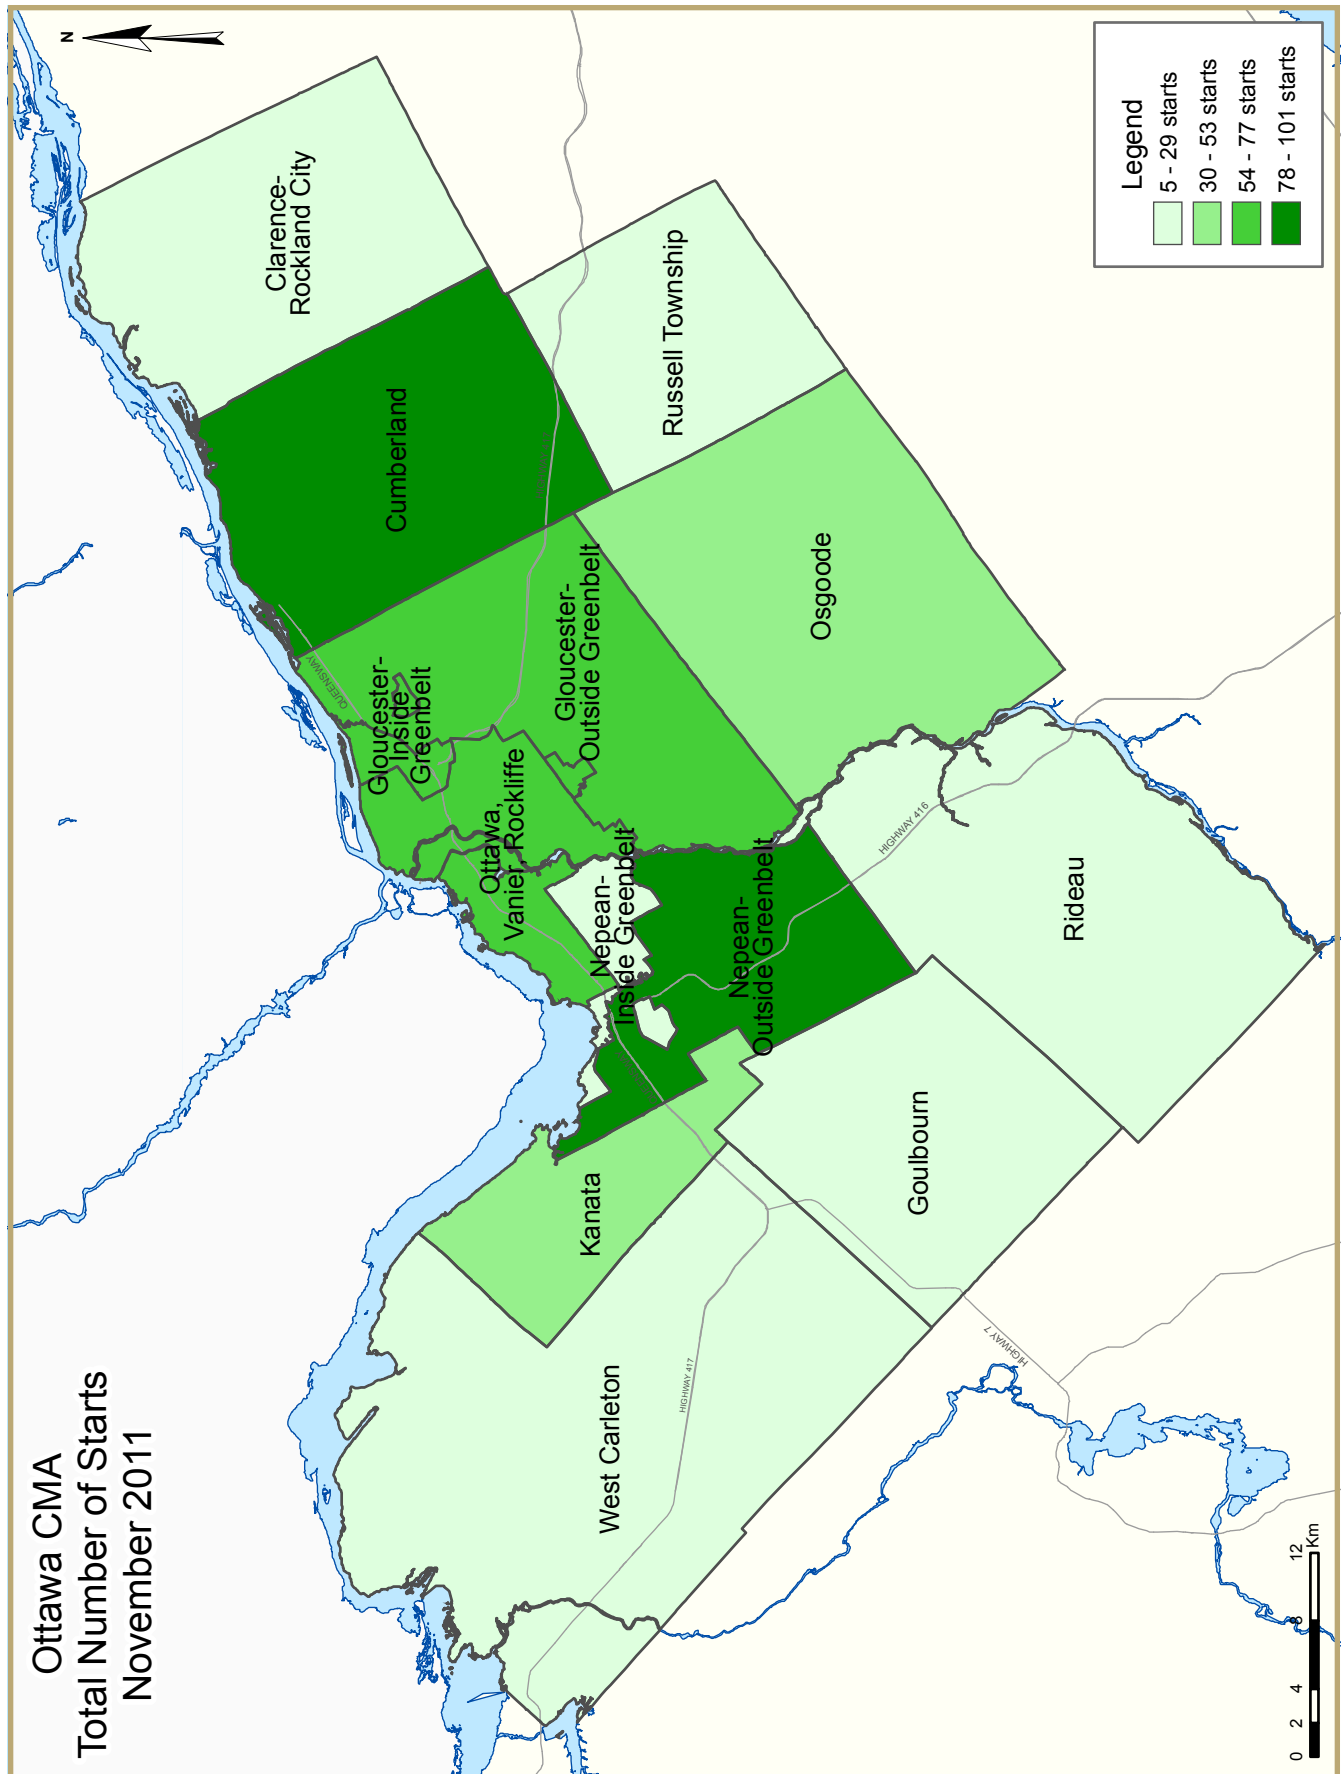 Ottawa CMA
Total Number of Starts
November 2011
N
Clarence-
Rockland City
Cumberland
Russell Township
QUEENSWAY
Gloucester-
Inside
Greenbelt
Gloucester-
Outside Greenbelt
Osgoode
Ottawa,
Vanier, Rockliffe
Nepean-
Inside Greenbelt
Nepean-
Outside Greenbelt
HIGHWAY 416
Rideau
Kanata
Goulbourn
West Carleton
HIGHWAY 417
HIGHWAY 7
Legend
5 - 29 starts
30 - 53 starts
54 - 77 starts
78 - 101 starts
0 2 4 8 12
Km